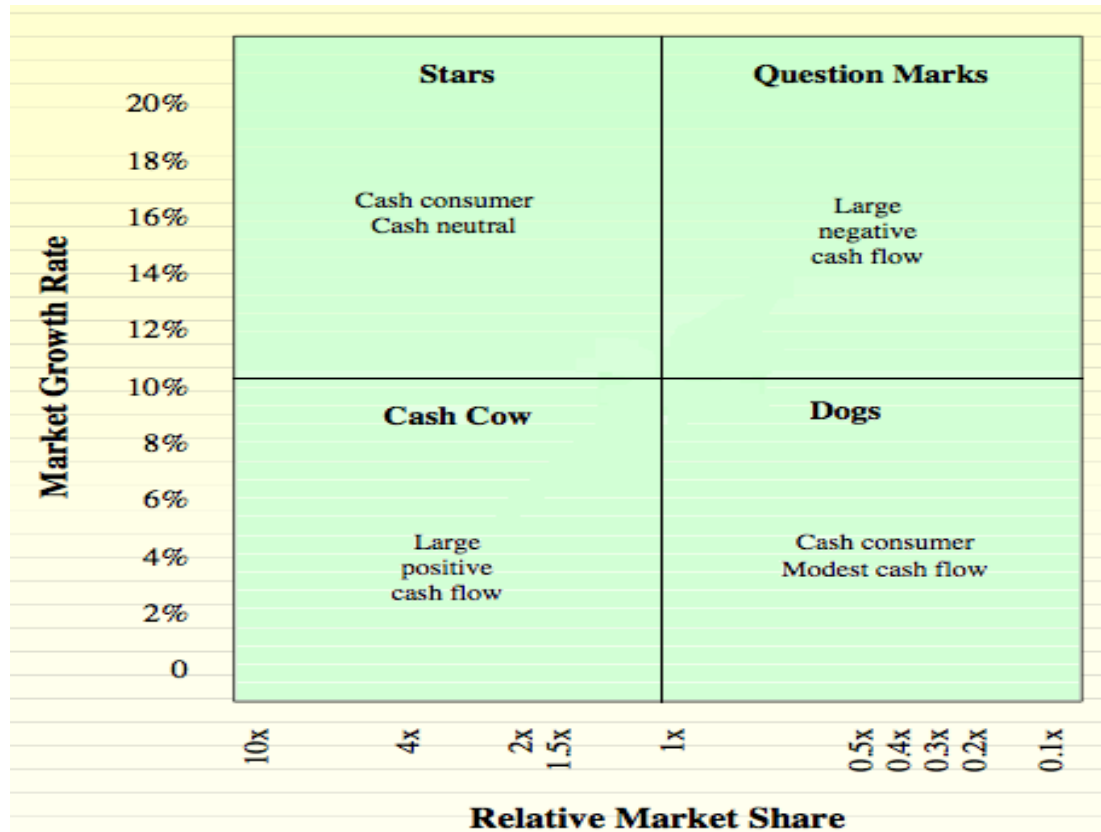 Stars
Question Marks
20%
18%
16%
14%
12%
10%
8%
6%
4%
2%
0
Market Growth Rate
Cash consumer
Cash neutral
Large
negative
cash flow
Cash Cow
Dogs
Large
positive
cash flow
Cash consumer
Modest cash flow
10x
4x
2x
1.5x
1x
0.5x
0.4x
0.3x
0.2x
0.1x
Relative Market Share